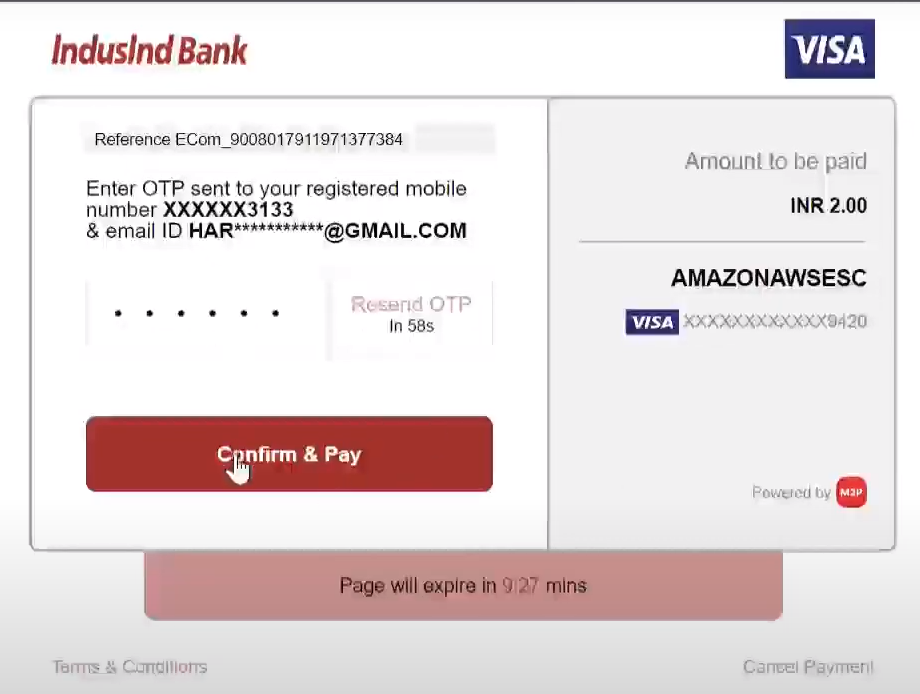 IndusInd Bank
VISA
Reference ECom_9008017911971377384
Enter OTP sent to your registered mobile
number XXXXXX3133
& email ID HAR***********@GMAIL.COM
Resend OTP
In 58s
Confirm & Pay
Amount to be paid
INR 2.00
AMAZONAWSESC
VISA XXXXXXXXXXXX9420
Powered by M2P
Page will expire in 9:27 mins
Terms & Conditions
Cancel Payment